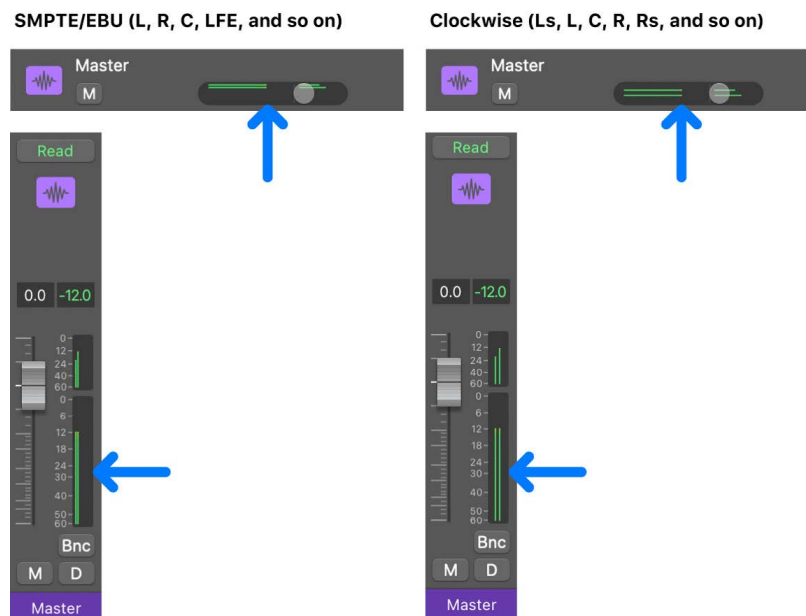 SMPTE/EBU (L, R, C, LFE, and so on)
Master
M
Read
0.0 -12.0
0
12
24
40
60
0
6
12
18
24
30
40
50
60
Bnc
M D
Master
Clockwise (Ls, L, C, R, Rs, and so on)
Master
M
Read
0.0 -12.0
0
12
24
40
60
0
6
12
18
24
30
40
50
60
Bnc
M D
Master